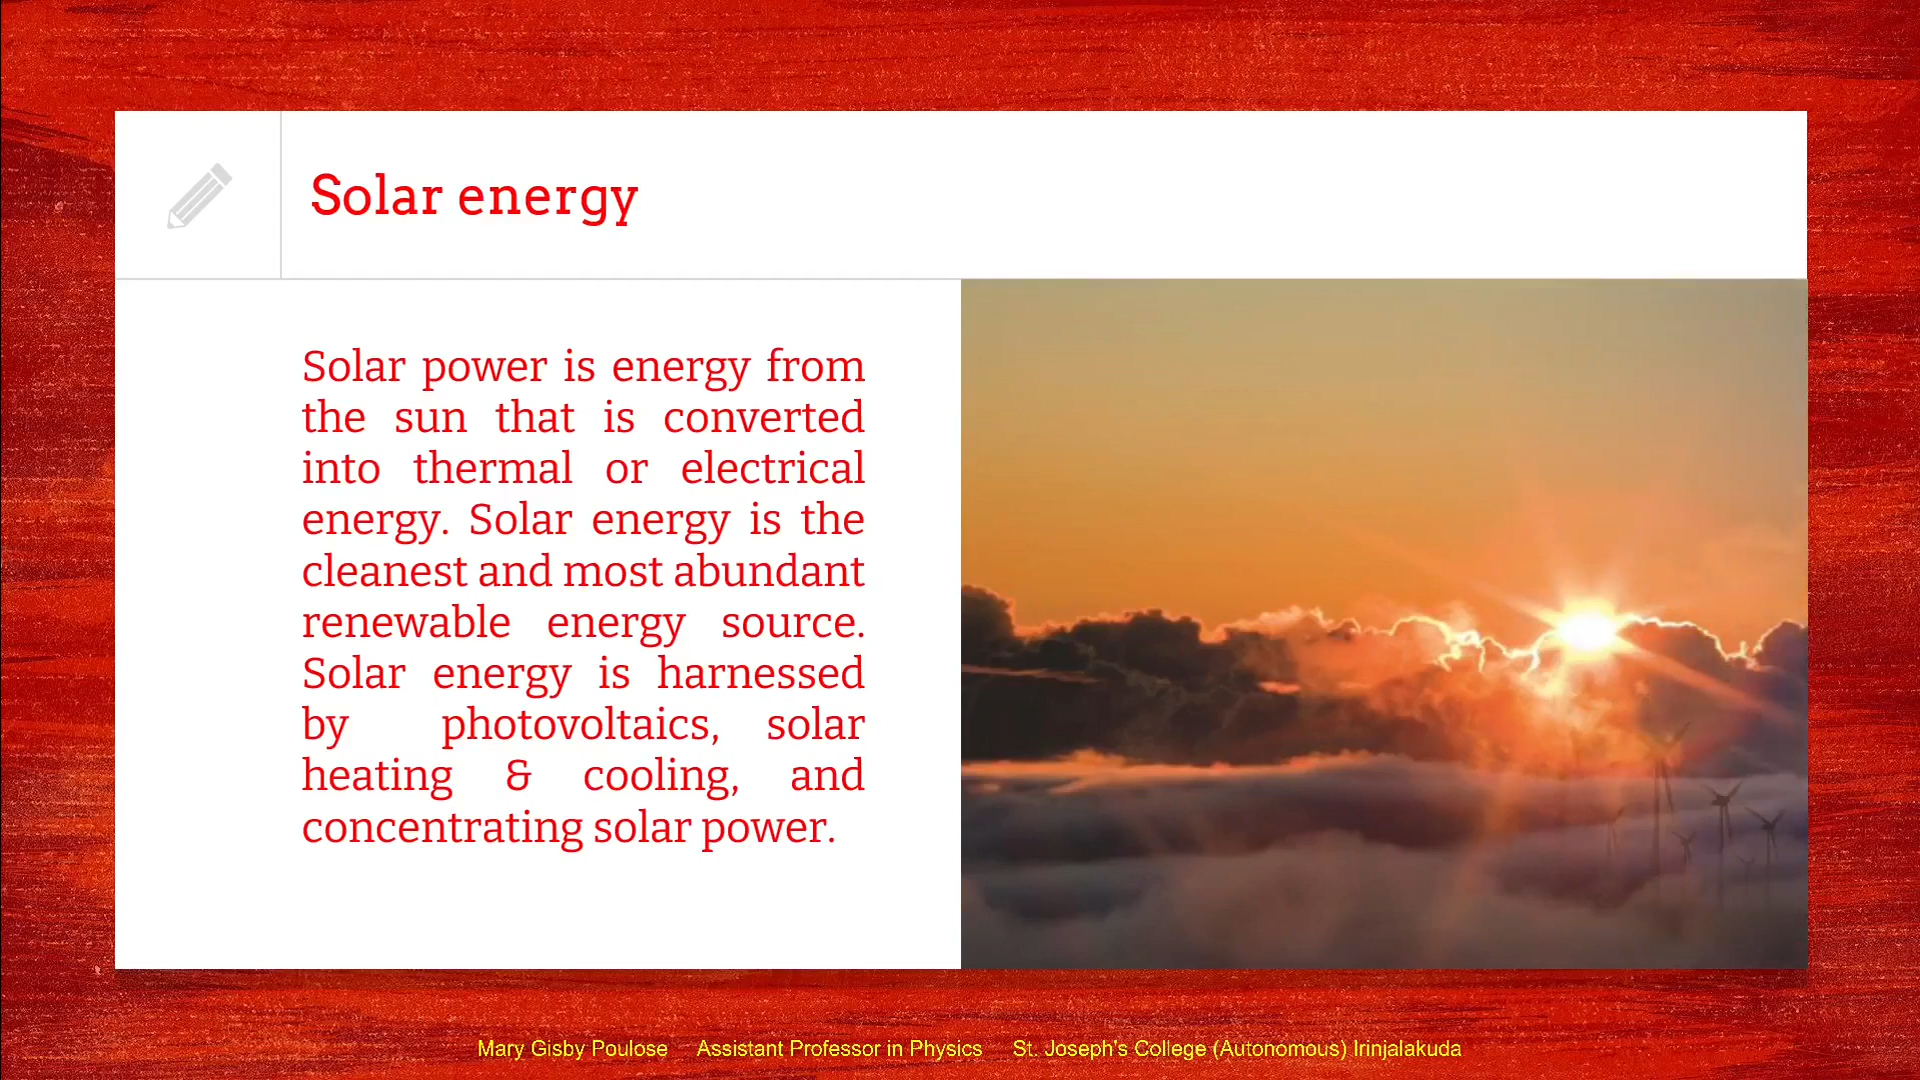 Solar energy
Solar power is energy from
the sun that is converted
into thermal or electrical
energy. Solar energy is the
cleanest and most abundant
renewable energy source.
Solar energy is harnessed
by photovoltaics, solar
heating & cooling, and
concentrating solar power.
Mary Gisby Poulose Assistant Professor in Physics St. Joseph's College (Autonomous) Irinjalakuda